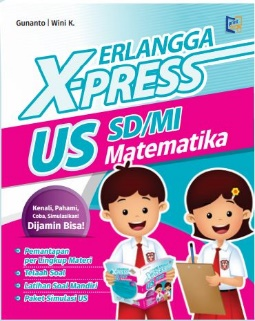 Gunanto | Wini K.
ERLANGGA
X-PRESS
US SD/MI
Matematika
Kenali, Pahami,
Coba, Simulasikan!
Dijamin Bisa!
• Pemantapan
per Lingkup Materi
• Telaah Soal
• Latihan Soal Mandiri
• Paket Simulasi US